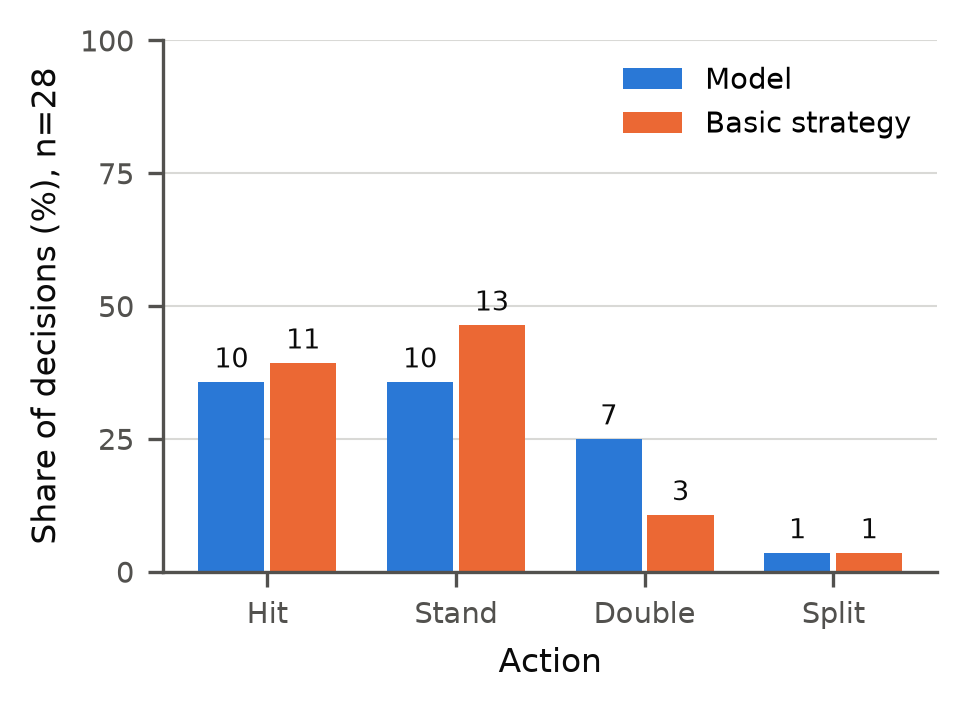 Share of decisions (%), n=28
100
75
50
25
0
Model
Basic strategy
10
11
10
13
7
3
1
1
Hit
Stand
Double
Split
Action